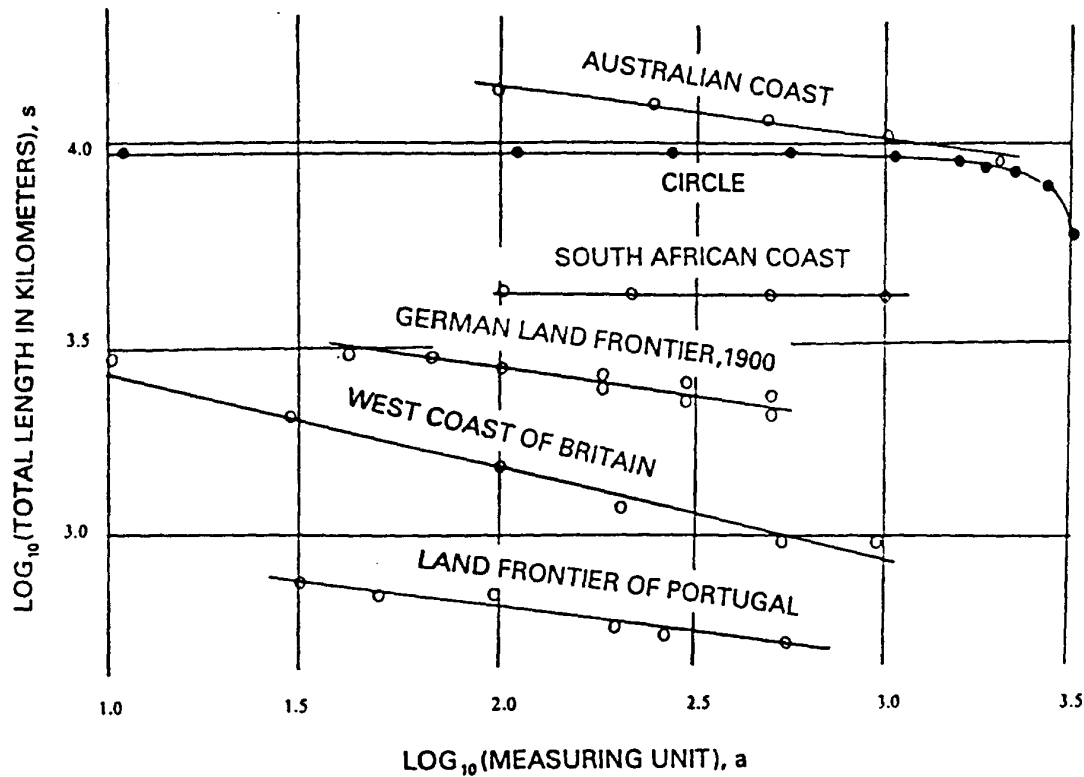 LOG₁₀(TOTAL LENGTH IN KILOMETERS), s
AUSTRALIAN COAST
4.0
CIRCLE
SOUTH AFRICAN COAST
GERMAN LAND FRONTIER,1900
3.5
WEST COAST OF BRITAIN
3.0
LAND FRONTIER OF PORTUGAL
1.0 1.5 2.0 2.5 3.0 3.5
LOG₁₀(MEASURING UNIT), a